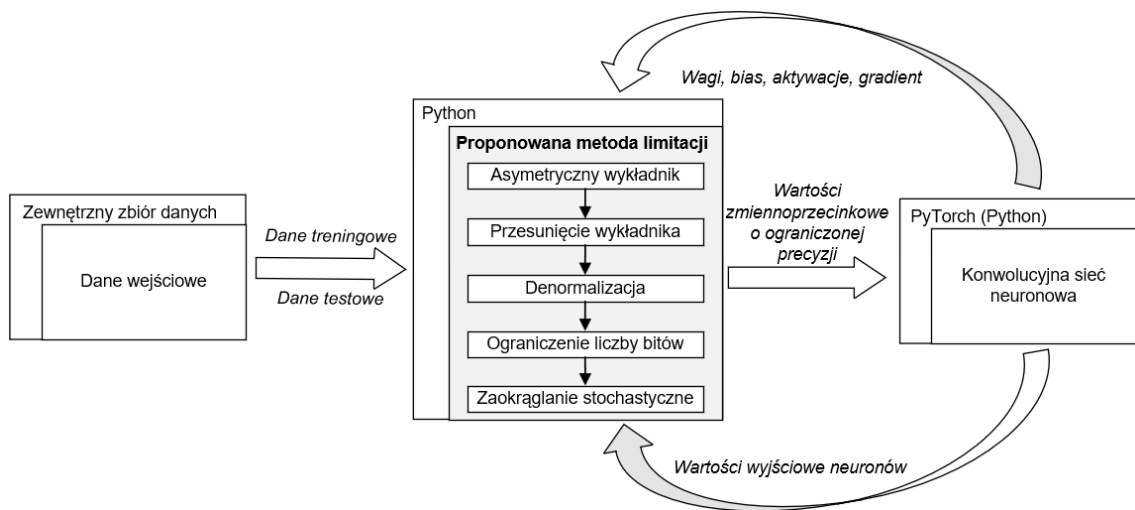 Wagi, bias, aktywacje, gradient
Python
Proponowana metoda limitacji
Asymetryczny wykładnik
Przesunięcie wykładnika
Denormalizacja
Ograniczenie liczby bitów
Zaokrąglanie stochastyczne
Zewnętrzny zbiór danych
Dane wejściowe
Dane treningowe
Dane testowe
Wartości
zmiennoprzecinkowe
o ograniczonej
precyzji
PyTorch (Python)
Konwolucyjna sieć
neuronowa
Wartości wyjściowe neuronów